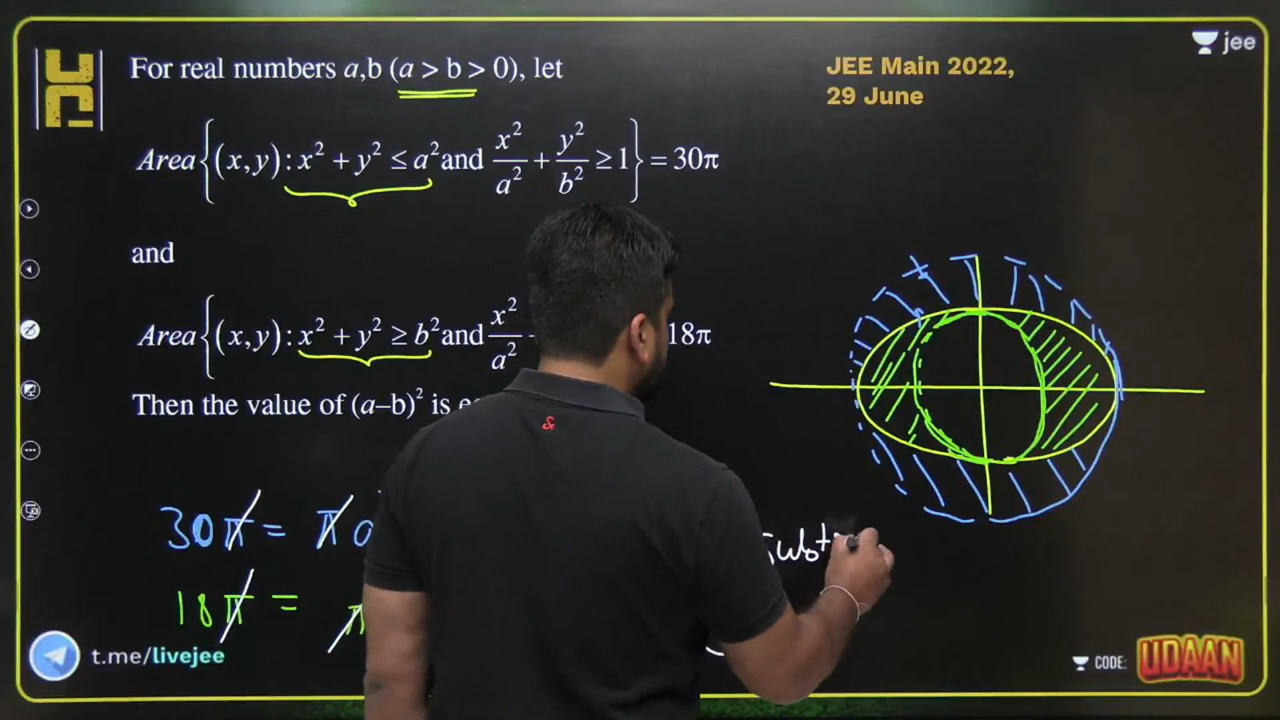 jee
For real numbers a,b (a > b > 0), let
JEE Main 2022,
29 June
Area {(x,y): x² + y² ≤ a² and x²/a² + y²/b² ≥ 1} = 30π
and
Area {(x,y): x² + y² ≥ b² and x²/a² 18π
Then the value of (a–b)² is
30π = π
18π = π
subt
t.me/livejee
CODE: UDAAN